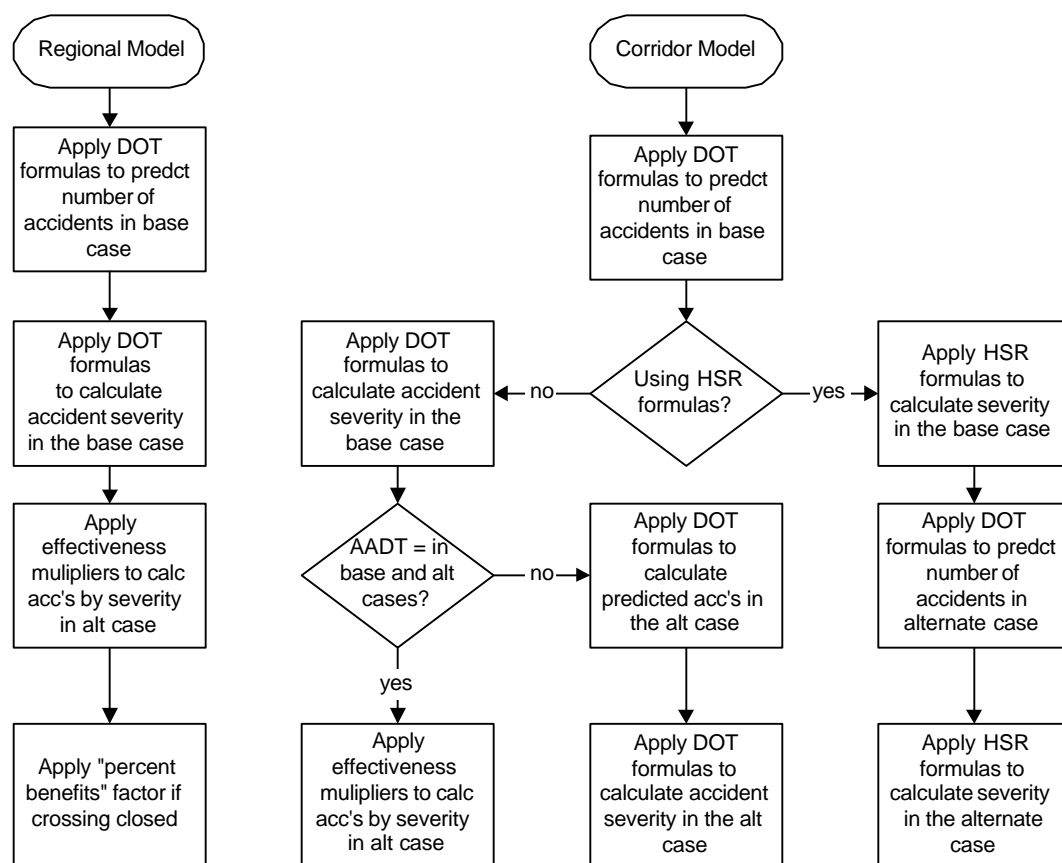 Regional Model
Apply DOT
formulas to predct
number of
accidents in base
case
Apply DOT
formulas
to calculate
accident severity
in the base case
Apply
effectiveness
mulipliers to calc
acc's by severity
in alt case
Apply "percent
benefits" factor if
crossing closed
Corridor Model
Apply DOT
formulas to predct
number of
accidents in base
case
Using HSR
formulas?
no
yes
Apply DOT
formulas to
calculate accident
severity in the
base case
AADT = in
base and alt
cases?
no
yes
Apply
effectiveness
mulipliers to calc
acc's by severity
in alt case
Apply DOT
formulas to
calculate
predicted acc's in
the alt case
Apply DOT
formulas to
calculate accident
severity in the alt
case
Apply HSR
formulas to
calculate severity
in the base case
Apply DOT
formulas to predct
number of
accidents in
alternate case
Apply HSR
formulas to
calculate severity
in the alternate
case